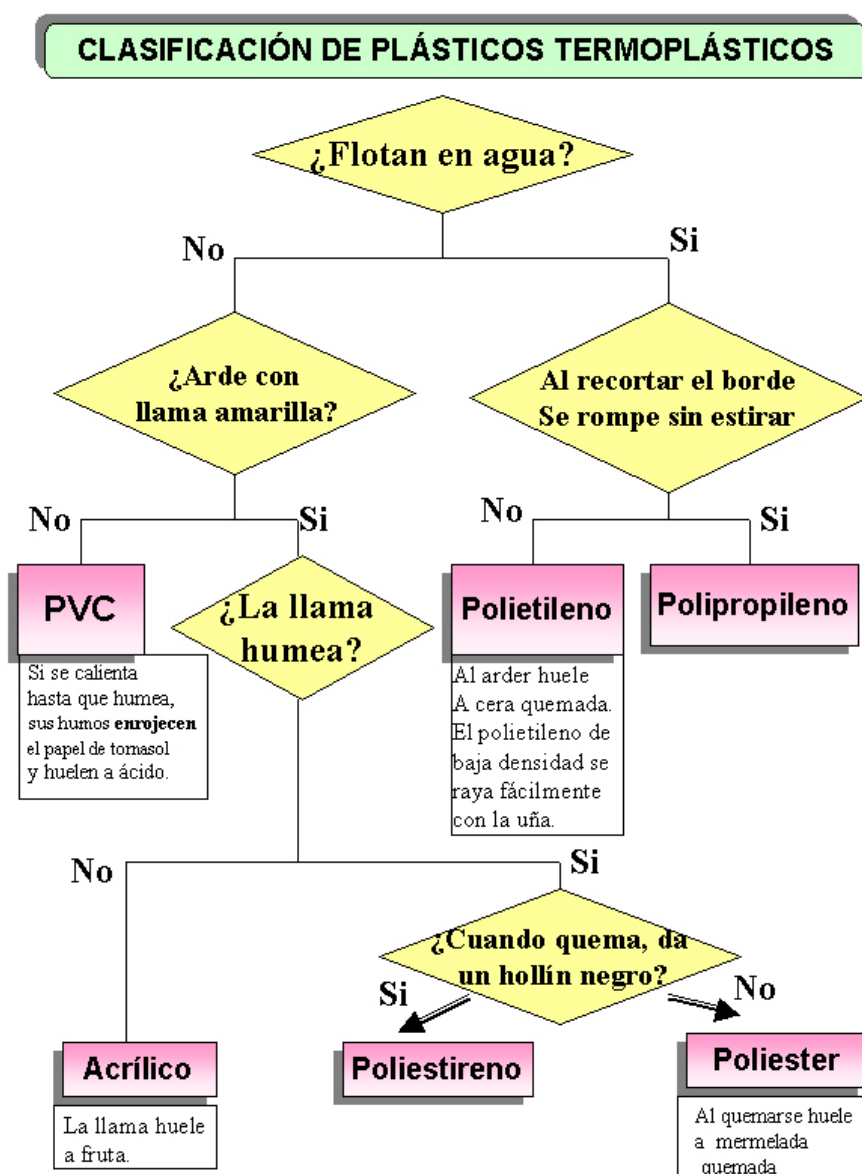 CLASIFICACIÓN DE PLÁSTICOS TERMOPLÁSTICOS
¿Flotan en agua?
No
Si
¿Arde con
llama amarilla?
Al recortar el borde
Se rompe sin estirar
No
Si
No
Si
PVC
Si se calienta
hasta que humea,
sus humos enrojecen
el papel de tornasol
y huelen a ácido.
¿La llama
humea?
Polietileno
Al arder huele
A cera quemada.
El polietileno de
baja densidad se
raya fácilmente
con la uña.
Polipropileno
No
Si
¿Cuando quema, da
un hollín negro?
Si
No
Acrílico
La llama huele
a fruta.
Poliestireno
Poliester
Al quemarse huele
a mermelada
quemada